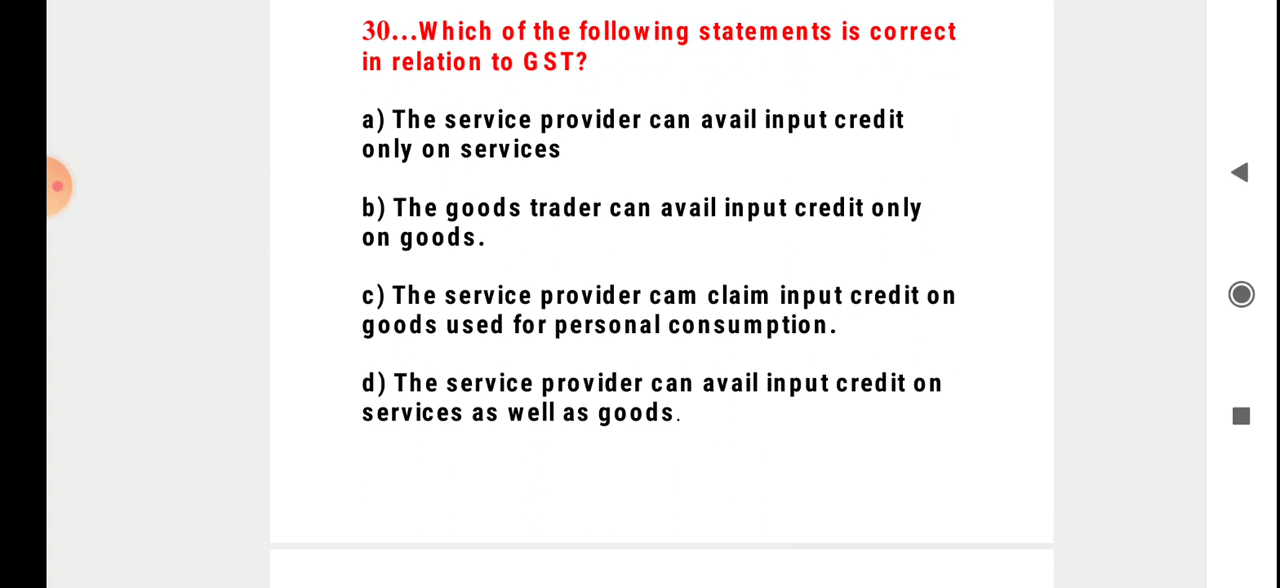 30...Which of the following statements is correct
in relation to GST?
a) The service provider can avail input credit
only on services
b) The goods trader can avail input credit only
on goods.
c) The service provider cam claim input credit on
goods used for personal consumption.
d) The service provider can avail input credit on
services as well as goods.